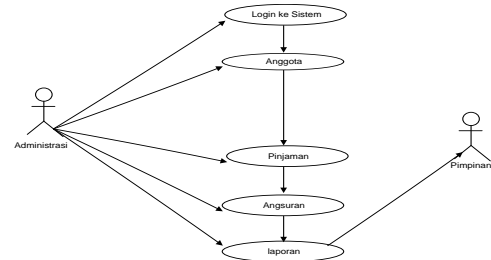 Login ke Sistem
Anggota
Administrasi
Pinjaman
Pimpinan
Angsuran
laporan